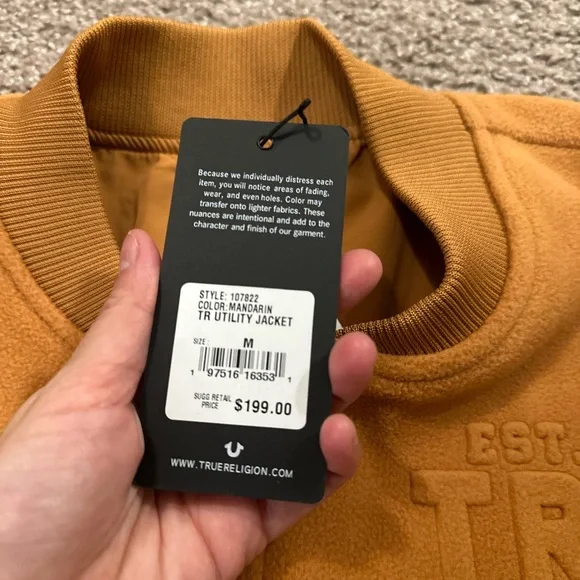 Because we individually distress each
item, you will notice areas of fading,
wear, and even holes. Color may
transfer onto lighter fabrics. These
nuances are intentional and add to the
character and finish of our garment.
STYLE: 107822
COLOR:MANDARIN
TR UTILITY JACKET
SIZE: M
1 97516 16353 1
SUGG RETAIL
PRICE $199.00
WWW.TRUERELIGION.COM
EST.
TR